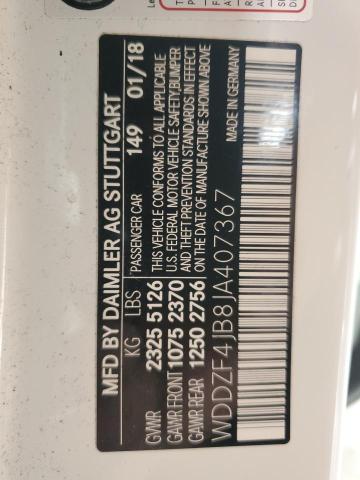 MFD BY DAIMLER AG STUTTGART
KG LBS PASSENGER CAR 149 01/18
GVWR 2325 5126 THIS VEHICLE CONFORMS TO ALL APPLICABLE
GAWR FRONT 1075 2370 U.S. FEDERAL MOTOR VEHICLE SAFETY,BUMPER
AND THEFT PREVENTION STANDARDS IN EFFECT
GAWR REAR 1250 2756 ON THE DATE OF MANUFACTURE SHOWN ABOVE
MADE IN GERMANY
WDDZF4JB8JA407367